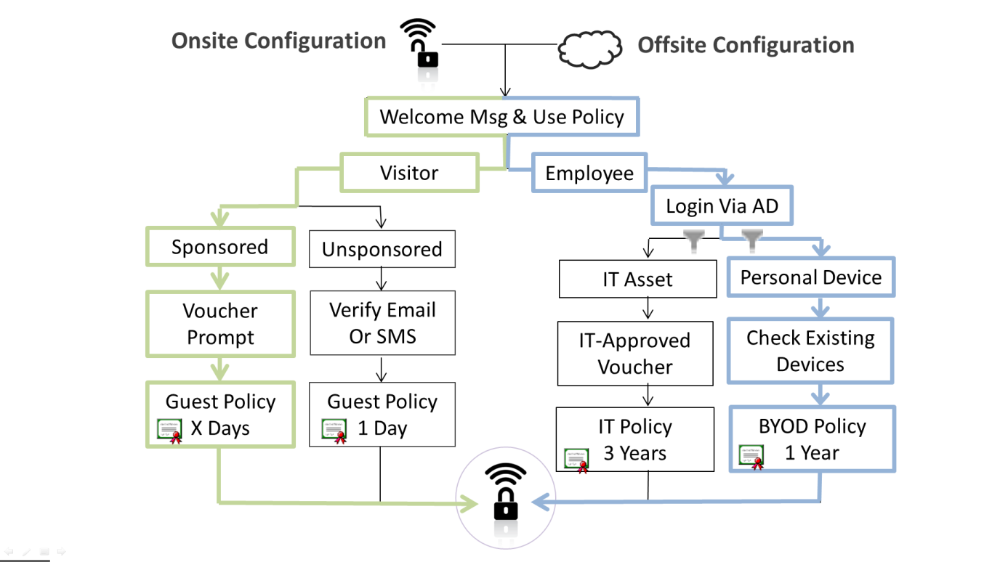 Onsite Configuration
Offsite Configuration
Welcome Msg & Use Policy
Visitor
Employee
Login Via AD
Sponsored
Unsponsored
IT Asset
Personal Device
Voucher
Prompt
Verify Email
Or SMS
IT-Approved
Voucher
Check Existing
Devices
Guest Policy
X Days
Guest Policy
1 Day
IT Policy
3 Years
BYOD Policy
1 Year